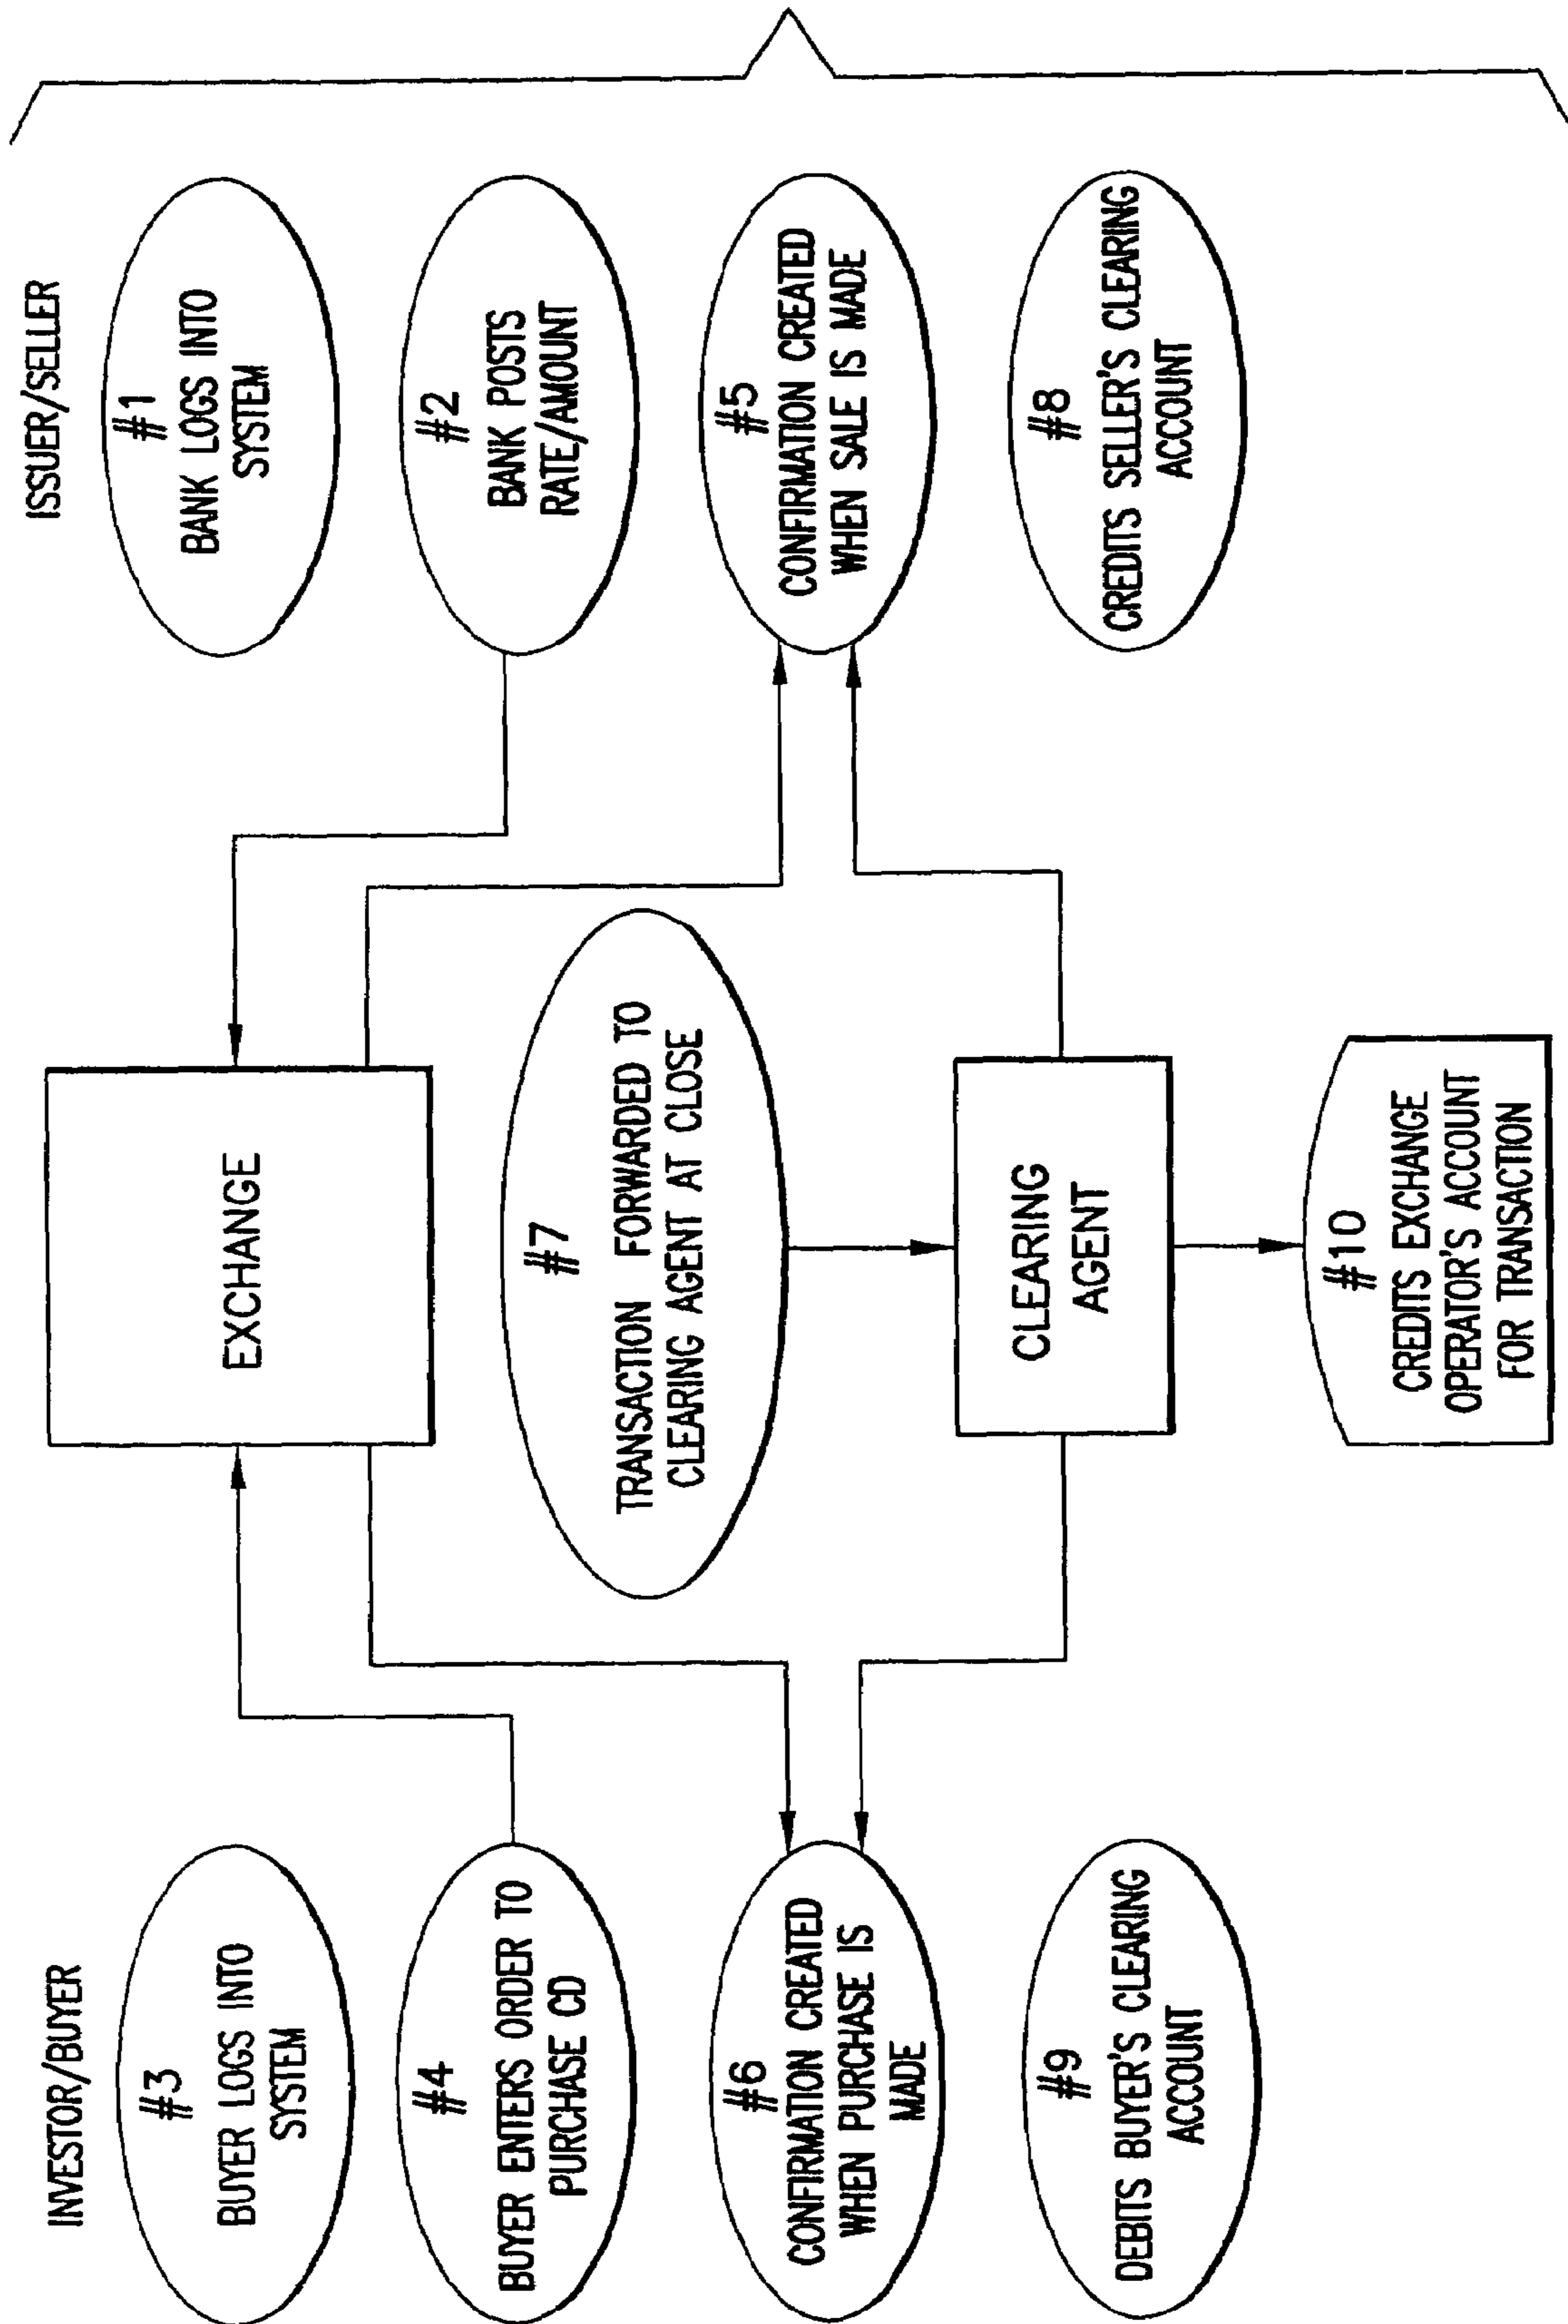 INVESTOR/BUYER
ISSUER/SELLER
#3
BUYER LOGS INTO
SYSTEM
EXCHANGE
#1
BANK LOGS INTO
SYSTEM
#4
BUYER ENTERS ORDER TO
PURCHASE CD
#2
BANK POSTS
RATE/AMOUNT
#7
TRANSACTION FORWARDED TO
CLEARING AGENT AT CLOSE
#6
CONFIRMATION CREATED
WHEN PURCHASE IS
MADE
#5
CONFIRMATION CREATED
WHEN SALE IS MADE
CLEARING
AGENT
#9
DEBITS BUYER'S CLEARING
ACCOUNT
#8
CREDITS SELLER'S CLEARING
ACCOUNT
#10
CREDITS EXCHANGE
OPERATOR'S ACCOUNT
FOR TRANSACTION